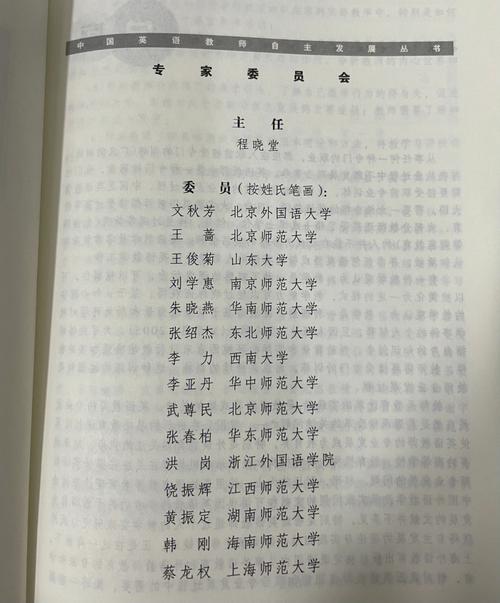 中国英语教师自主发展丛书
专家委员会
主 任
程晓堂
委 员(按姓氏笔画):
文秋芳 北京外国语大学
王 蔷 北京师范大学
王俊菊 山东大学
刘学惠 南京师范大学
朱晓燕 华南师范大学
张绍杰 东北师范大学
李 力 西南大学
李亚丹 华中师范大学
武尊民 北京师范大学
张春柏 华东师范大学
洪 岗 浙江外国语学院
饶振辉 江西师范大学
黄振定 湖南师范大学
韩 刚 海南师范大学
蔡龙权 上海师范大学